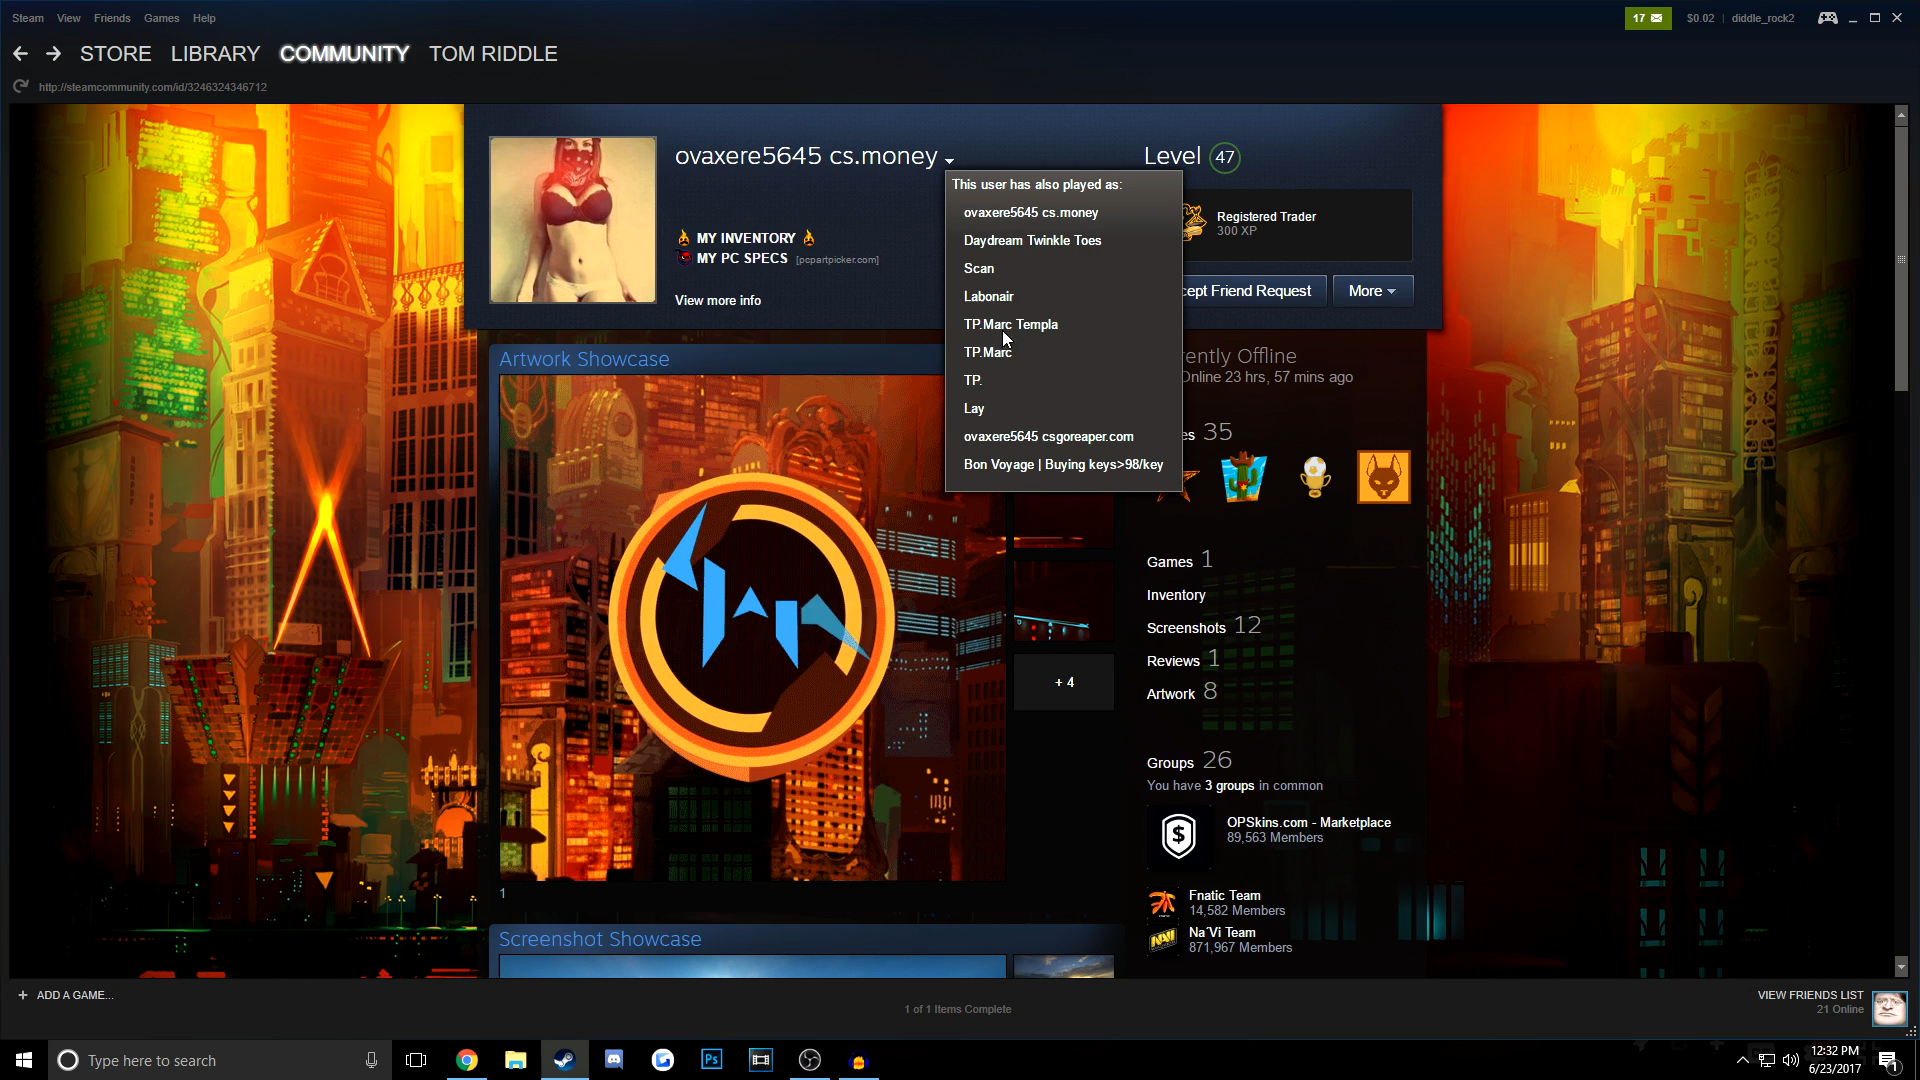 Steam View Friends Games Help
17 $0.02 | diddle_rock2
STORE LIBRARY COMMUNITY TOM RIDDLE
http://steamcommunity.com/id/3246324346712
ovaxere5645 cs.money
Level 47
This user has also played as:
ovaxere5645 cs.money
Daydream Twinkle Toes
Scan
Labonair
TP.Marc Templa
TP.Marc
TP.
Lay
ovaxere5645 csgoreaper.com
Bon Voyage | Buying keys>98/key
MY INVENTORY
MY PC SPECS [pcpartpicker.com]
View more info
Registered Trader
300 XP
cept Friend Request
More
Artwork Showcase
ently Offline
Online 23 hrs, 57 mins ago
es 35
Games 1
Inventory
Screenshots 12
Reviews 1
Artwork 8
+ 4
Groups 26
You have 3 groups in common
OPSkins.com - Marketplace
89,563 Members
Fnatic Team
14,582 Members
Na´Vi Team
871,967 Members
1
Screenshot Showcase
+ ADD A GAME...
1 of 1 Items Complete
VIEW FRIENDS LIST
21 Online
Type here to search
Ps
12:32 PM
6/23/2017
1